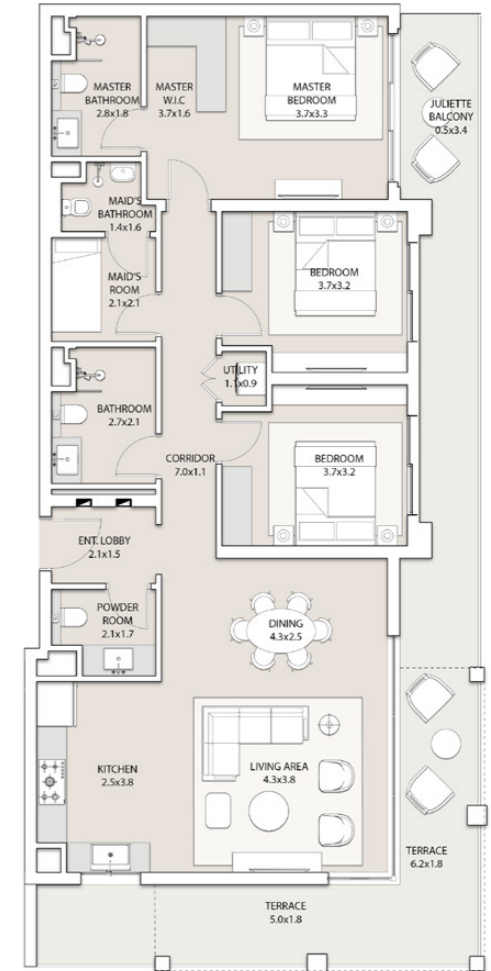 MASTER
BATHROOM
2.8x1.8
MASTER
W.I.C
3.7x1.6
MASTER
BEDROOM
3.7x3.3
JULIETTE
BALCONY
0.5x3.4
MAID'S
BATHROOM
1.4x1.6
MAID'S
ROOM
2.1x2.1
BEDROOM
3.7x3.2
UTILITY
1.1x0.9
BATHROOM
2.7x2.1
CORRIDOR
7.0x1.1
BEDROOM
3.7x3.2
ENT. LOBBY
2.1x1.5
POWDER
ROOM
2.1x1.7
DINING
4.3x2.5
KITCHEN
2.5x3.8
LIVING AREA
4.3x3.8
TERRACE
6.2x1.8
TERRACE
5.0x1.8